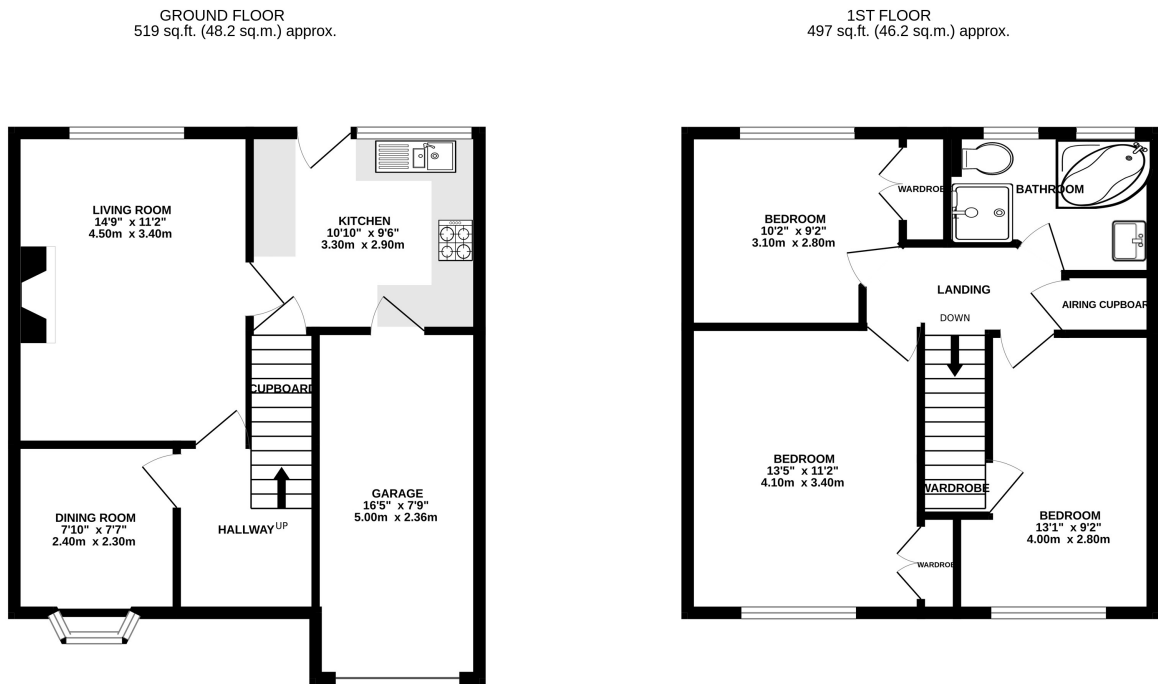 GROUND FLOOR
519 sq.ft. (48.2 sq.m.) approx.
LIVING ROOM
14'9" x 11'2"
4.50m x 3.40m
KITCHEN
10'10" x 9'6"
3.30m x 2.90m
CUPBOARD
DINING ROOM
7'10" x 7'7"
2.40m x 2.30m
HALLWAY
UP
GARAGE
16'5" x 7'9"
5.00m x 2.36m
1ST FLOOR
497 sq.ft. (46.2 sq.m.) approx.
BEDROOM
10'2" x 9'2"
3.10m x 2.80m
WARDROBE
BATHROOM
LANDING
DOWN
AIRING CUPBOAR
BEDROOM
13'5" x 11'2"
4.10m x 3.40m
WARDROBE
BEDROOM
13'1" x 9'2"
4.00m x 2.80m
WARDROBE